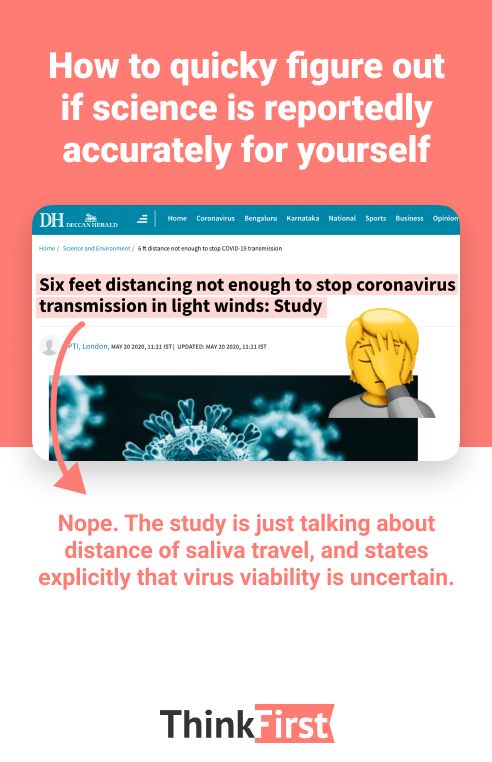 How to quicky figure out
if science is reportedly
accurately for yourself
DH DECCAN HERALD
Home Coronavirus Bengaluru Karnataka National Sports Business Opinion
Home / Science and Environment / 6 ft distance not enough to stop COVID-19 transmission
Six feet distancing not enough to stop coronavirus
transmission in light winds: Study
PTI, London, MAY 20 2020, 11:21 IST | UPDATED: MAY 20 2020, 11:21 IST
Nope. The study is just talking about
distance of saliva travel, and states
explicitly that virus viability is uncertain.
ThinkFirst